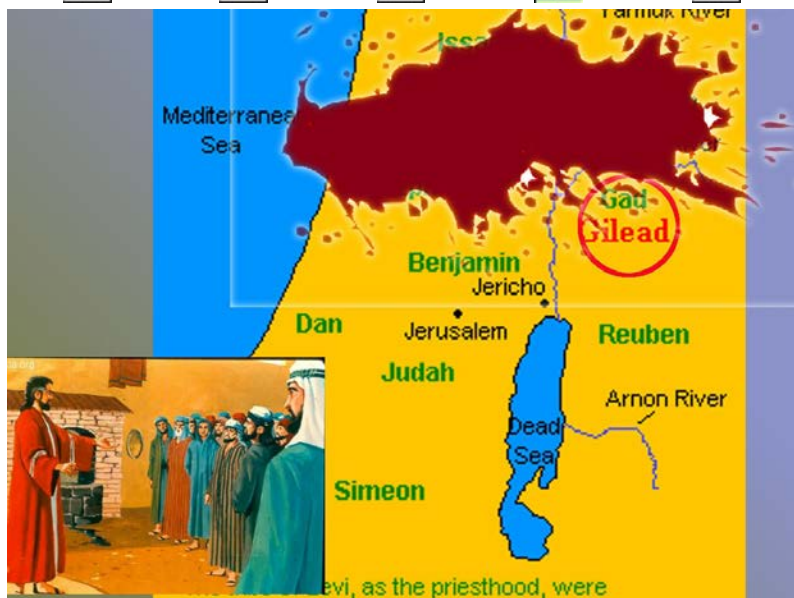 Yarmuk River
Mediterranea
Sea
Gad
Gilead
Benjamin
Jericho
Dan
Jerusalem
Reuben
Judah
Arnon River
Dead
Sea
Simeon
evi, as the priesthood, were